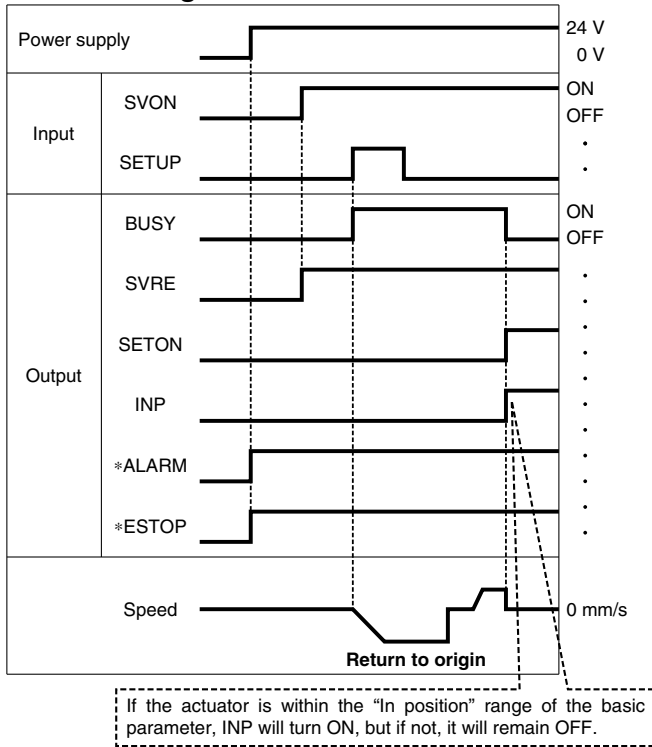 Power supply
24 V
0 V
Input
SVON
ON
OFF
SETUP
Output
BUSY
ON
OFF
SVRE
SETON
INP
*ALARM
*ESTOP
Speed
0 mm/s
Return to origin
If the actuator is within the “In position” range of the basic
parameter, INP will turn ON, but if not, it will remain OFF.